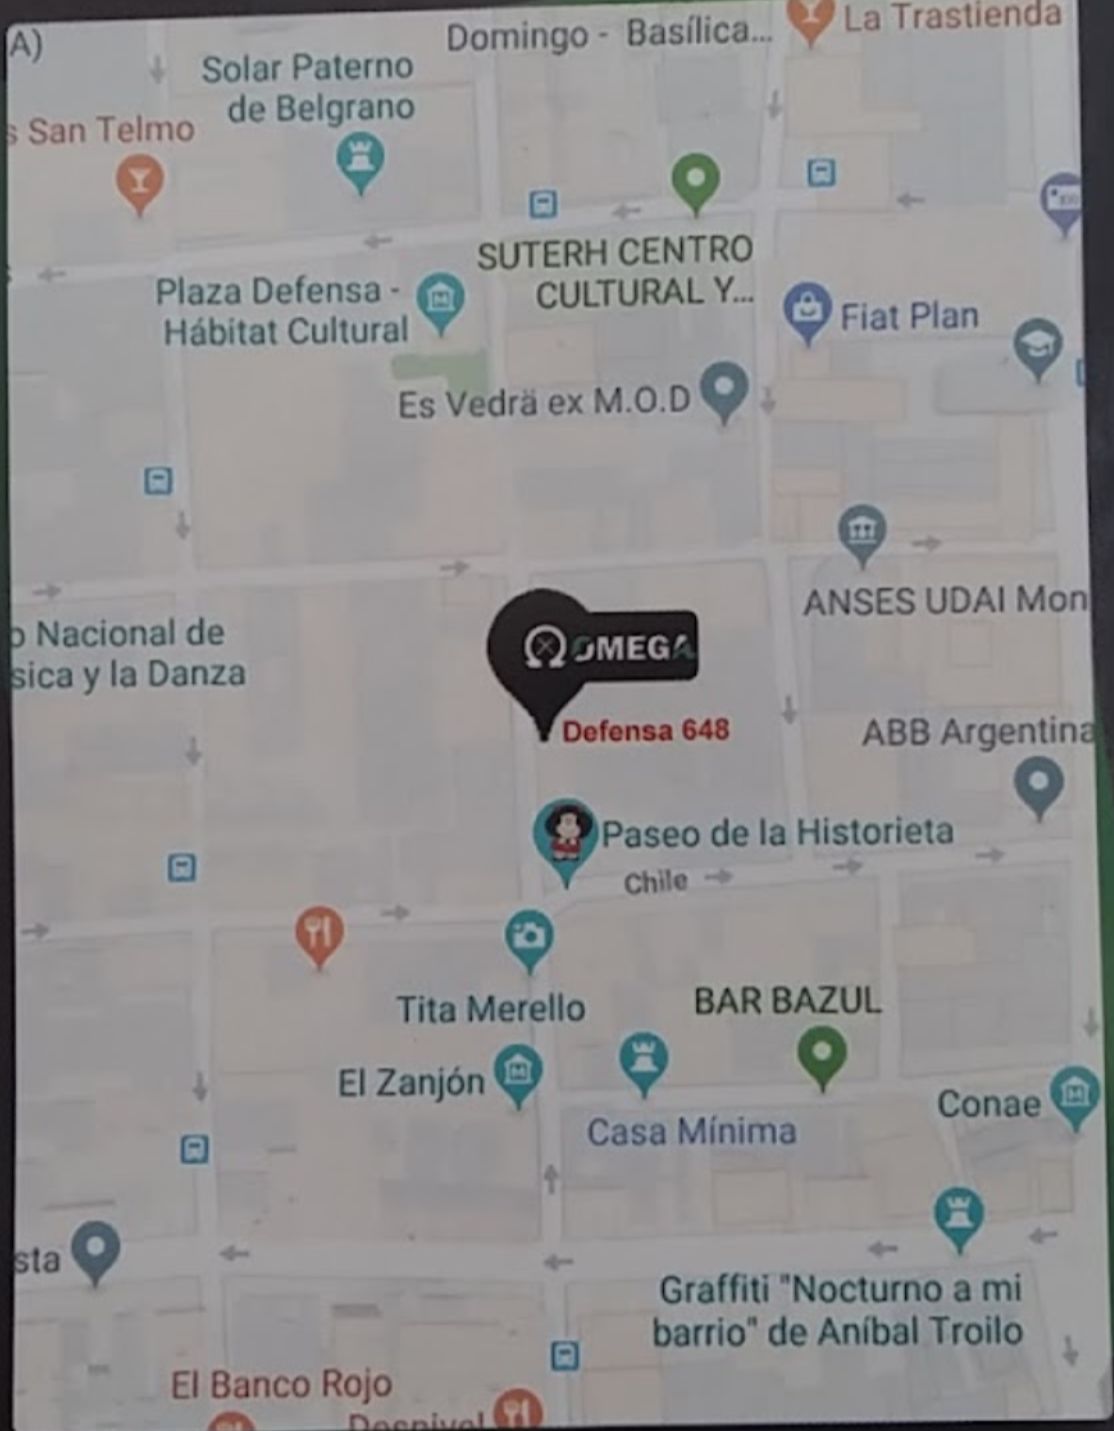 A)
Domingo - Basílica...
La Trastienda
Solar Paterno
de Belgrano
s San Telmo
SUTERH CENTRO
CULTURAL Y...
Plaza Defensa -
Hábitat Cultural
Fiat Plan
Es Vedrä ex M.O.D
ANSES UDAI Mon
o Nacional de
sica y la Danza
OMEGA
Defensa 648
ABB Argentina
Paseo de la Historieta
Chile
Tita Merello
BAR BAZUL
El Zanjón
Conae
Casa Mínima
sta
Graffiti "Nocturno a mi
barrio" de Aníbal Troilo
El Banco Rojo
Desnivel